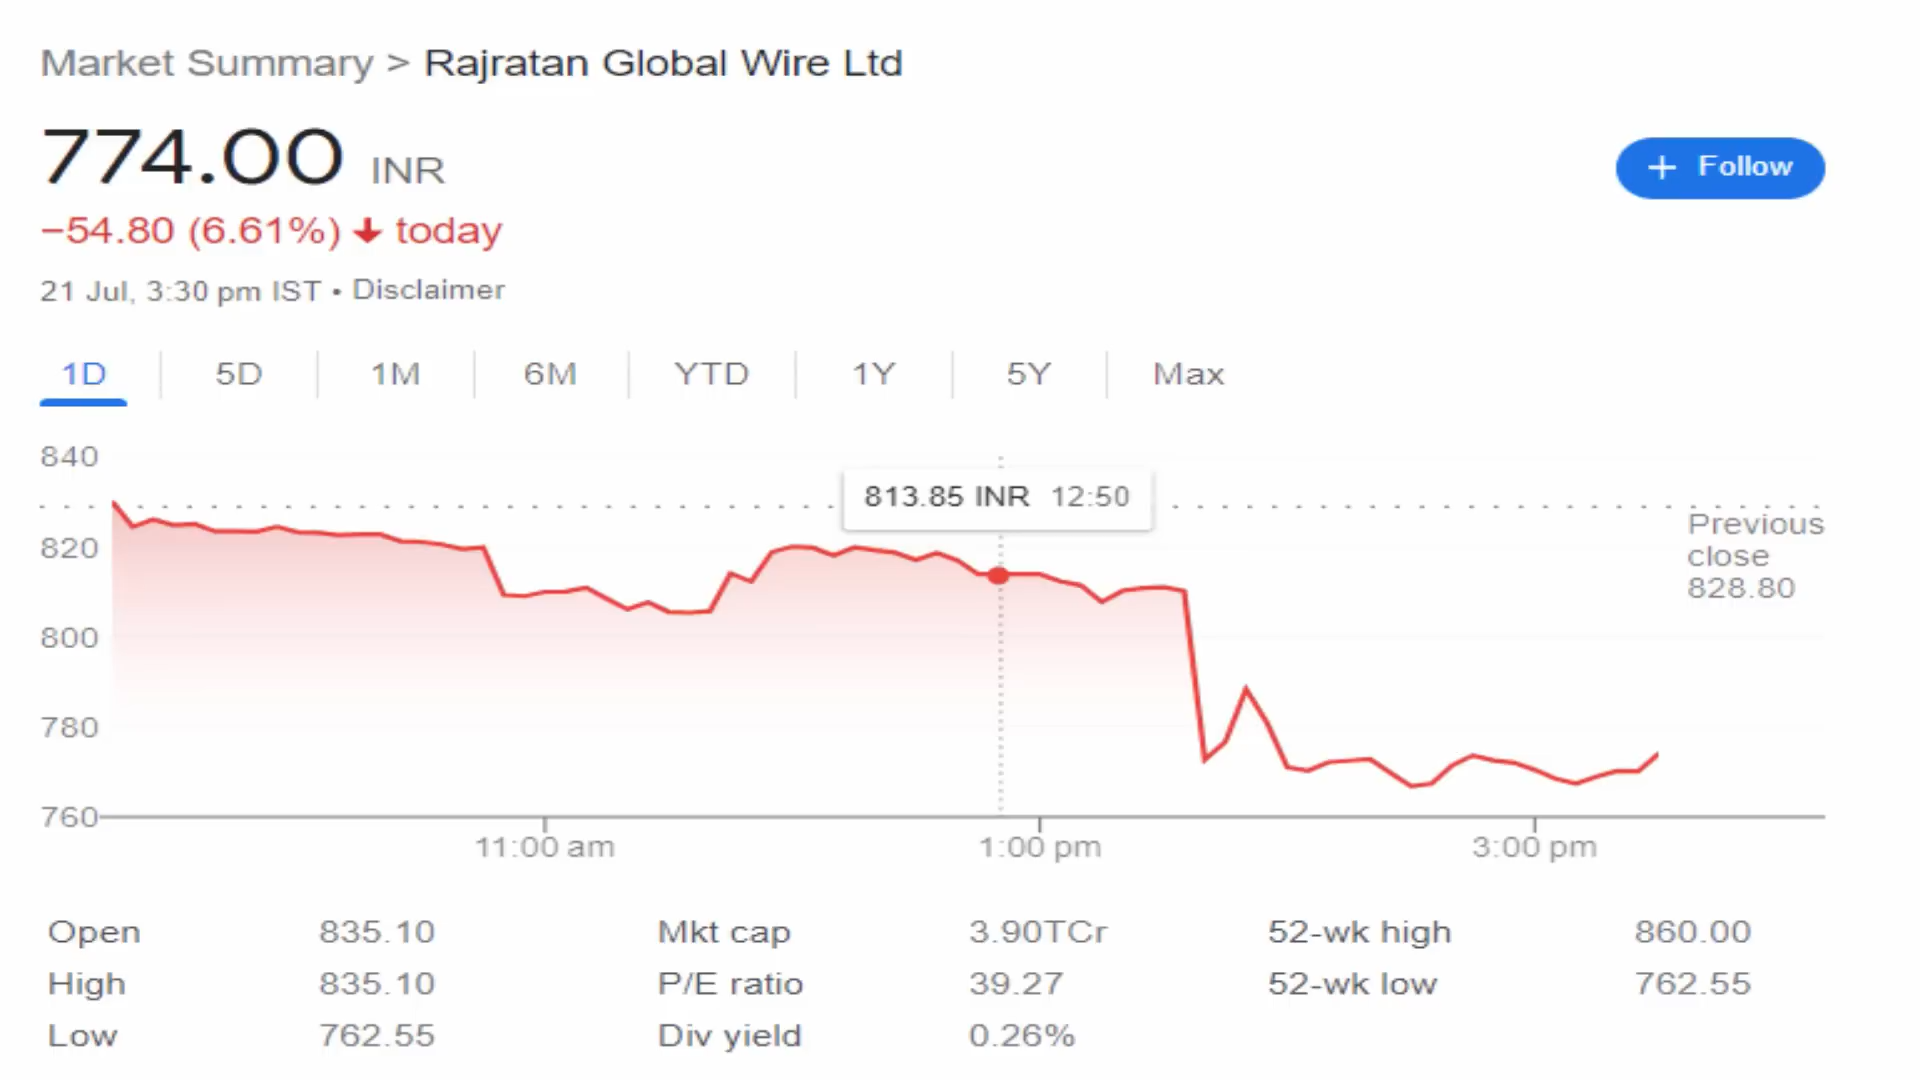 Market Summary > Rajratan Global Wire Ltd
774.00 INR
+ Follow
−54.80 (6.61%) ↓ today
21 Jul, 3:30 pm IST • Disclaimer
1D 5D 1M 6M YTD 1Y 5Y Max
840
813.85 INR 12:50
Previous
close
828.80
820
800
780
760
11:00 am 1:00 pm 3:00 pm
Open 835.10 Mkt cap 3.90TCr 52-wk high 860.00
High 835.10 P/E ratio 39.27 52-wk low 762.55
Low 762.55 Div yield 0.26%